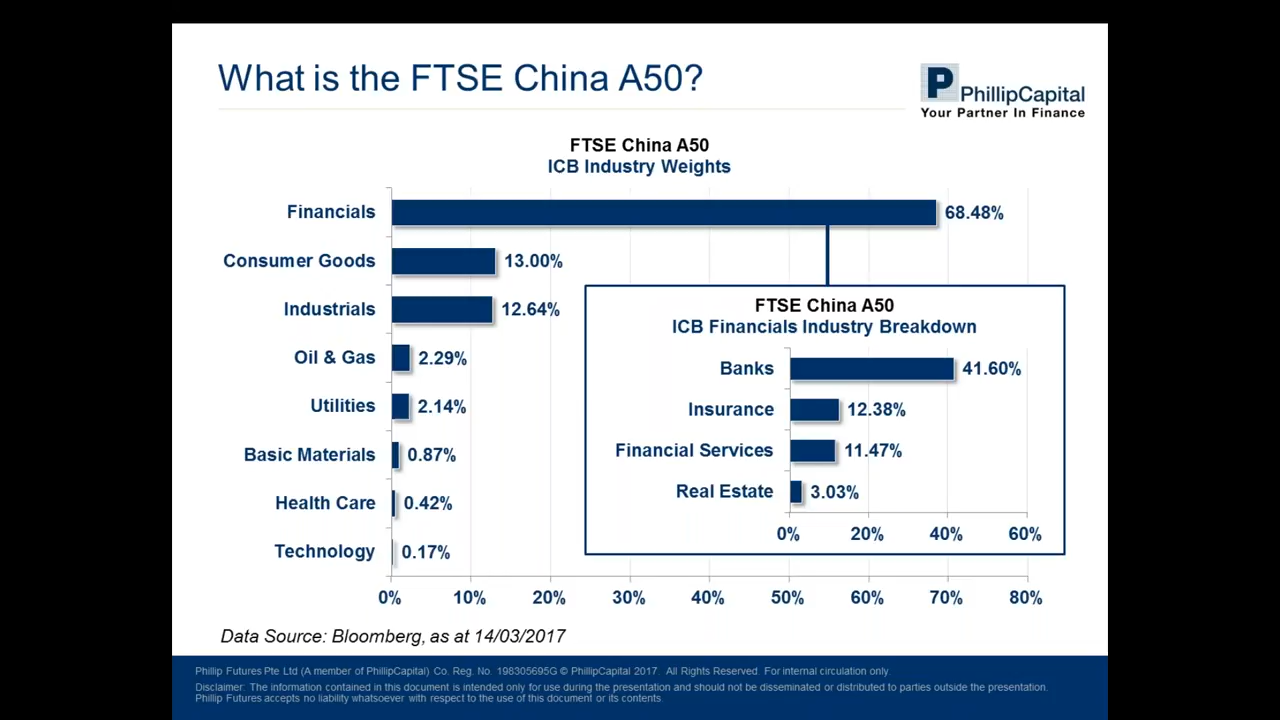 What is the FTSE China A50?
P PhillipCapital
Your Partner In Finance
FTSE China A50
ICB Industry Weights
Financials 68.48%
Consumer Goods 13.00%
Industrials 12.64%
Oil & Gas 2.29%
Utilities 2.14%
Basic Materials 0.87%
Health Care 0.42%
Technology 0.17%
0% 10% 20% 30% 40% 50% 60% 70% 80%
FTSE China A50
ICB Financials Industry Breakdown
Banks 41.60%
Insurance 12.38%
Financial Services 11.47%
Real Estate 3.03%
0% 20% 40% 60%
Data Source: Bloomberg, as at 14/03/2017
Phillip Futures Pte Ltd (A member of PhillipCapital) Co. Reg. No. 198305695G © PhillipCapital 2017. All Rights Reserved. For internal circulation only.
Disclaimer: The information contained in this document is intended only for use during the presentation and should not be disseminated or distributed to parties outside the presentation.
Phillip Futures accepts no liability whatsoever with respect to the use of this document or its contents.